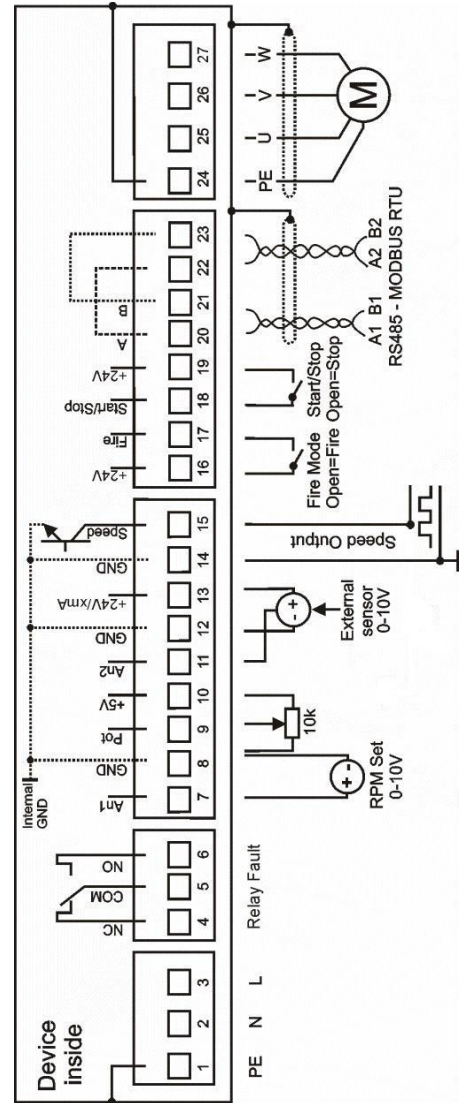 Device
inside
Internal
GND
NC
COM
NO
An1
GND
Pot
+5V
An2
GND
+24V/xmA
GND
Speed
+24V
Fire
Start/Stop
+24V
A
B
1
2
3
4
5
6
7
8
9
10
11
12
13
14
15
16
17
18
19
20
21
22
23
24
25
26
27
PE
N
L
Relay Fault
RPM Set
0-10V
+ -
10k
External
sensor
0-10V
- +
Speed Output
Fire Mode
Open=Fire
Start/Stop
Open=Stop
A1 B1
A2 B2
RS485 - MODBUS RTU
PE
U
V
W
M